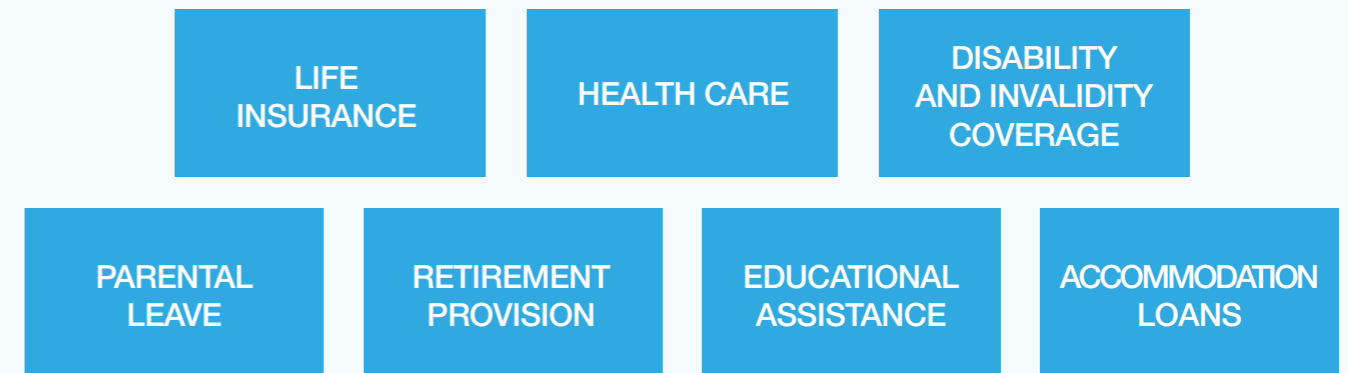 LIFE
INSURANCE
HEALTH CARE
DISABILITY
AND INVALIDITY
COVERAGE
PARENTAL
LEAVE
RETIREMENT
PROVISION
EDUCATIONAL
ASSISTANCE
ACCOMMODATION
LOANS